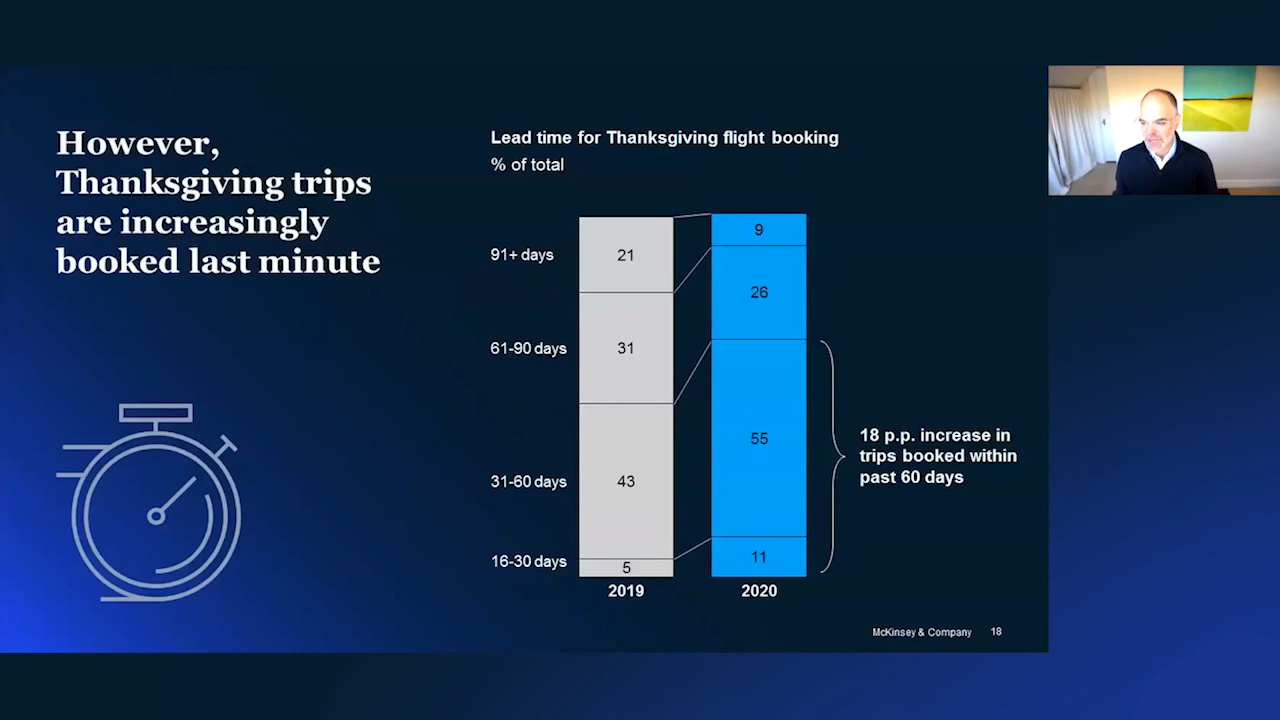 However,
Thanksgiving trips
are increasingly
booked last minute
Lead time for Thanksgiving flight booking
% of total
91+ days
21
9
61-90 days
31
26
31-60 days
43
55
16-30 days
5
11
2019
2020
18 p.p. increase in
trips booked within
past 60 days
McKinsey & Company
18